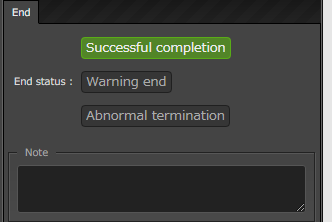 End
Successful completion
End status :
Warning end
Abnormal termination
Note